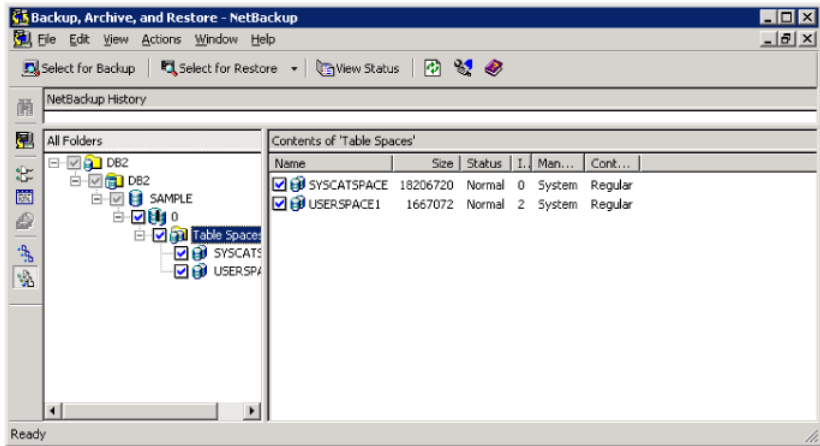 Backup, Archive, and Restore - NetBackup
File Edit View Actions Window Help
Select for Backup Select for Restore View Status
NetBackup History
All Folders
DB2
DB2
SAMPLE
0
Table Spaces
SYSCATS
USERSPA
Contents of 'Table Spaces'
Name Size Status I.. Man... Cont...
SYSCATSPACE 18206720 Normal 0 System Regular
USERSPACE1 1667072 Normal 2 System Regular
Ready